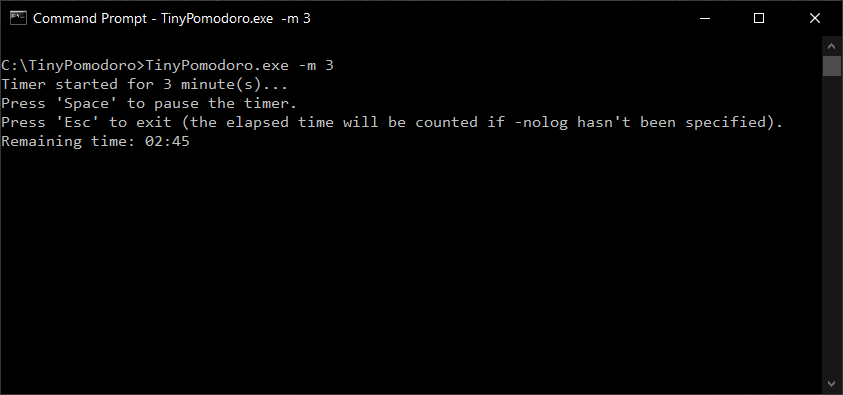 Command Prompt - TinyPomodoro.exe -m 3
C:\TinyPomodoro>TinyPomodoro.exe -m 3
Timer started for 3 minute(s)...
Press 'Space' to pause the timer.
Press 'Esc' to exit (the elapsed time will be counted if -nolog hasn't been specified).
Remaining time: 02:45